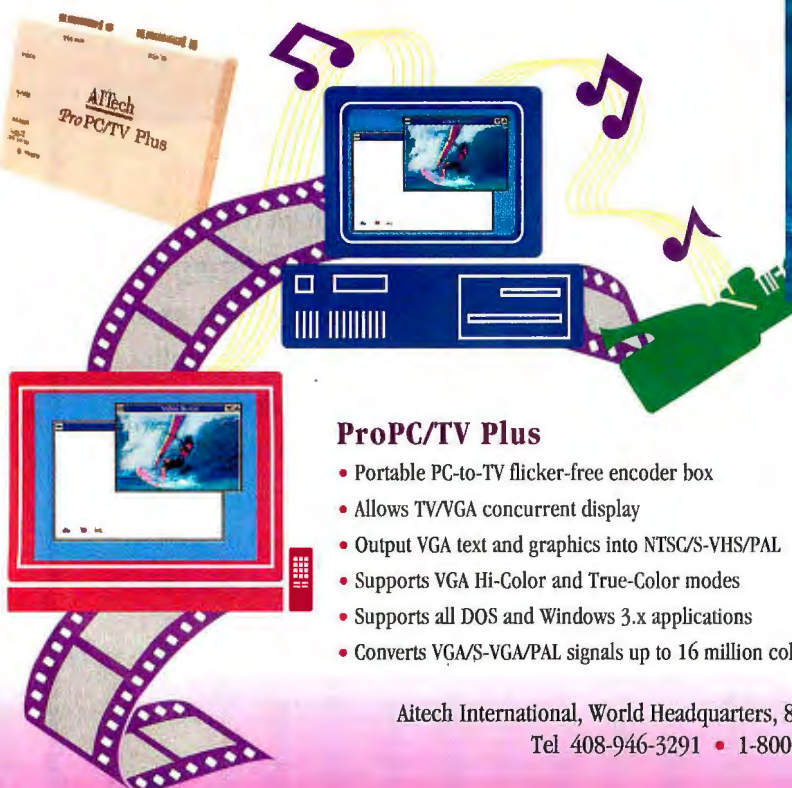 AITech
ProPC/TV Plus
ProPC/TV Plus
• Portable PC-to-TV flicker-free encoder box
• Allows TV/VGA concurrent display
• Output VGA text and graphics into NTSC/S-VHS/PAL
• Supports VGA Hi-Color and True-Color modes
• Supports all DOS and Windows 3.x applications
• Converts VGA/S-VGA/PAL signals up to 16 million col
Aitech International, World Headquarters, 8
Tel 408-946-3291 • 1-800